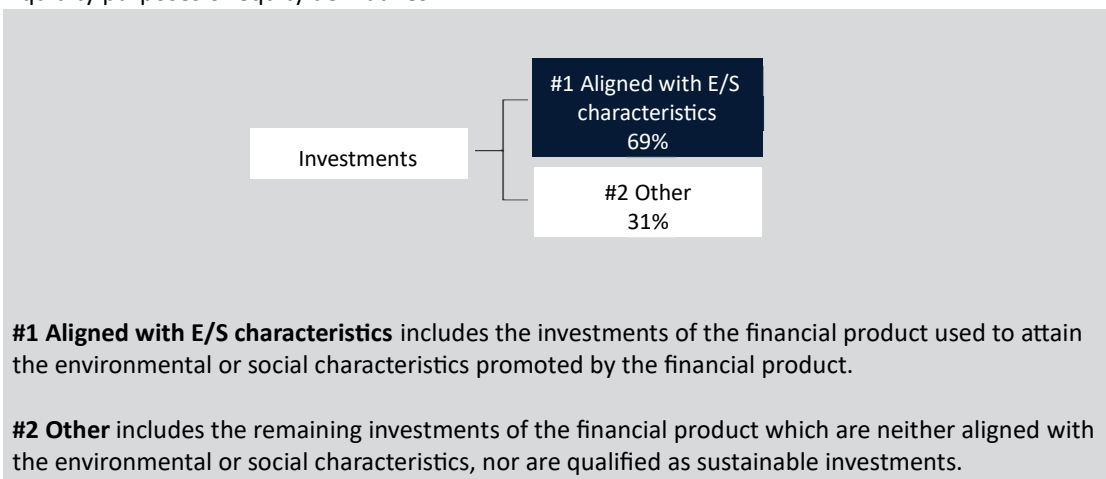 #1 Aligned with E/S
characteristics
69%
Investments
#2 Other
31%
#1 Aligned with E/S characteristics includes the investments of the financial product used to attain
the environmental or social characteristics promoted by the financial product.
#2 Other includes the remaining investments of the financial product which are neither aligned with
the environmental or social characteristics, nor are qualified as sustainable investments.